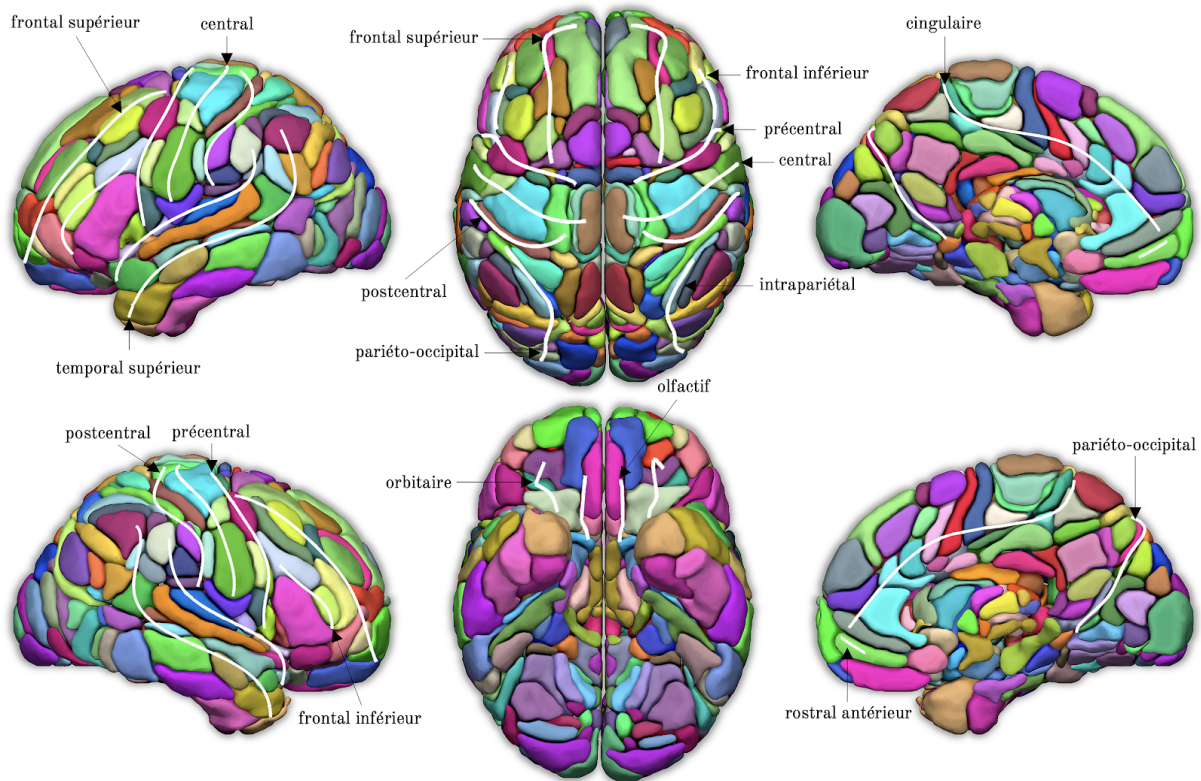 frontal supérieur
central
frontal supérieur
cingulaire
frontal inférieur
précentral
central
postcentral
intrapariétal
pariéto-occipital
temporal supérieur
olfactif
postcentral
précentral
pariéto-occipital
orbitaire
frontal inférieur
rostral antérieur